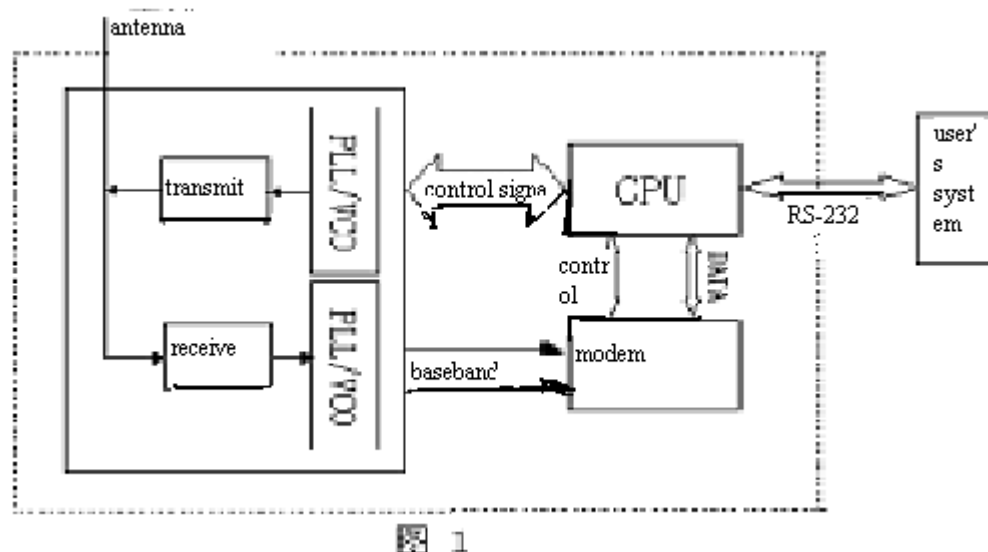 antenna
transmit
PLL/VCO
control signa
CPU
RS-232
user'
s
syst
em
contr
ol
DATA
receive
PLL/VCO
baseband
modem
图 1